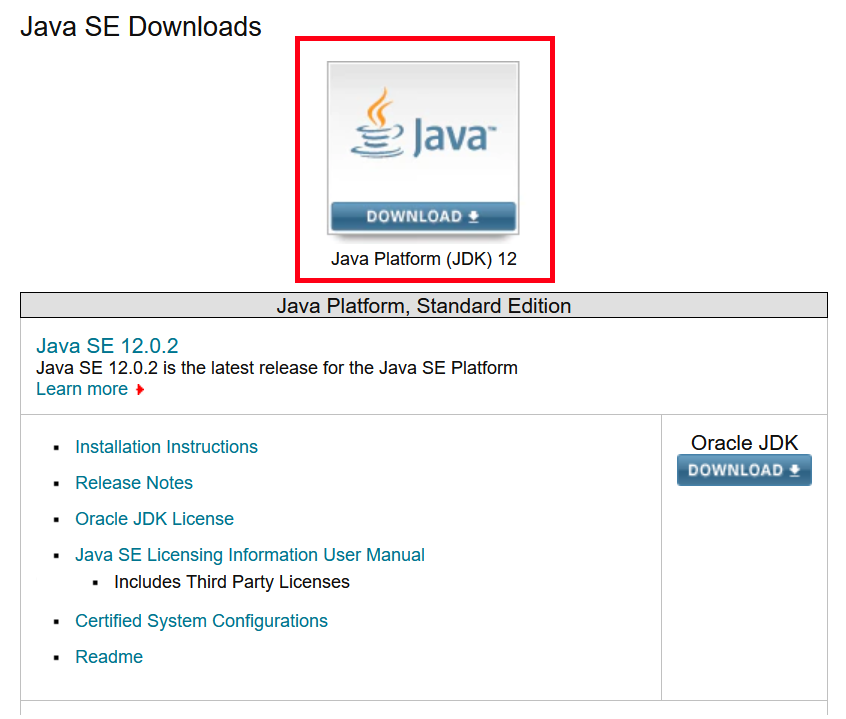 Java SE Downloads
Java™
DOWNLOAD
Java Platform (JDK) 12
Java Platform, Standard Edition
Java SE 12.0.2
Java SE 12.0.2 is the latest release for the Java SE Platform
Learn more
Installation Instructions
Release Notes
Oracle JDK License
Java SE Licensing Information User Manual
Includes Third Party Licenses
Certified System Configurations
Readme
Oracle JDK
DOWNLOAD